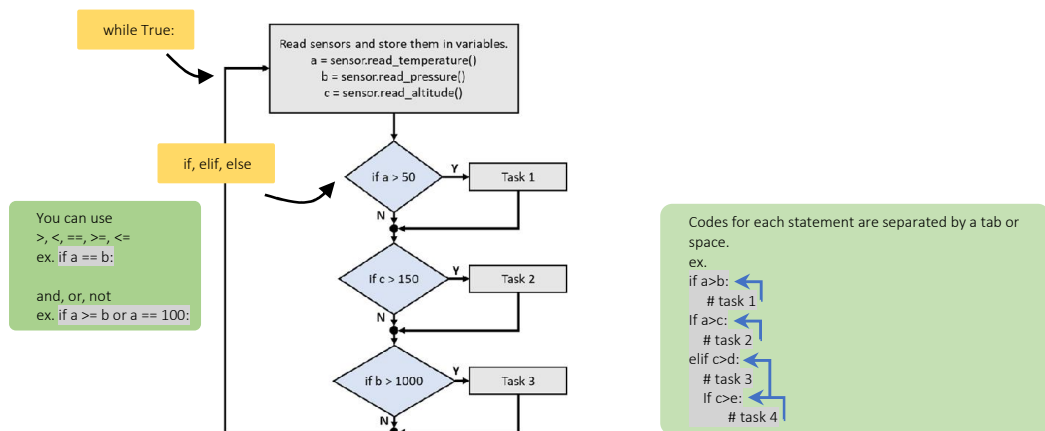 while True:
Read sensors and store them in variables.
a = sensor.read_temperature()
b = sensor.read_pressure()
c = sensor.read_altitude()
if, elif, else
if a > 50
Y
Task 1
N
You can use
>, <, ==, >=, <=
ex. if a == b:
and, or, not
ex. if a >= b or a == 100:
If c > 150
Y
Task 2
N
if b > 1000
Y
Task 3
N
Codes for each statement are separated by a tab or
space.
ex.
if a>b:
# task 1
If a>c:
# task 2
elif c>d:
# task 3
If c>e:
# task 4